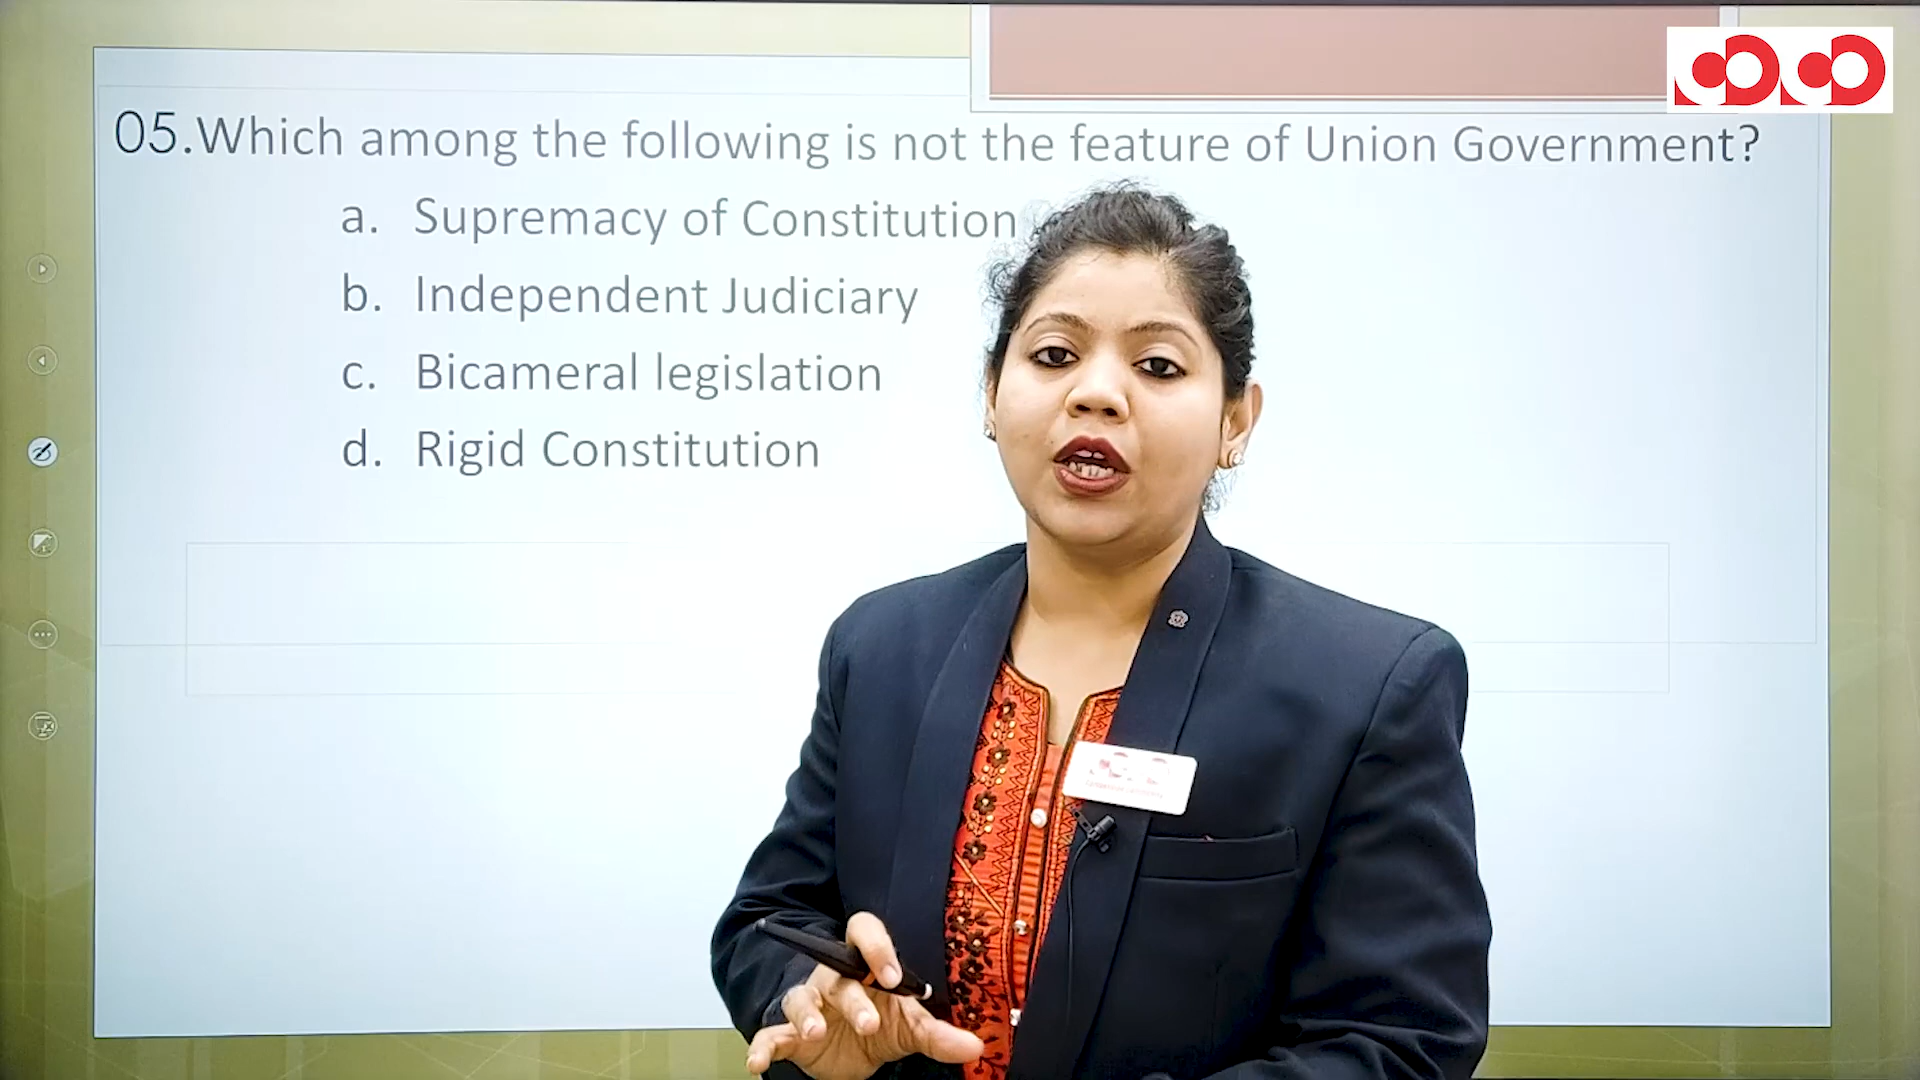 05.Which among the following is not the feature of Union Government?
a. Supremacy of Constitution
b. Independent Judiciary
c. Bicameral legislation
d. Rigid Constitution